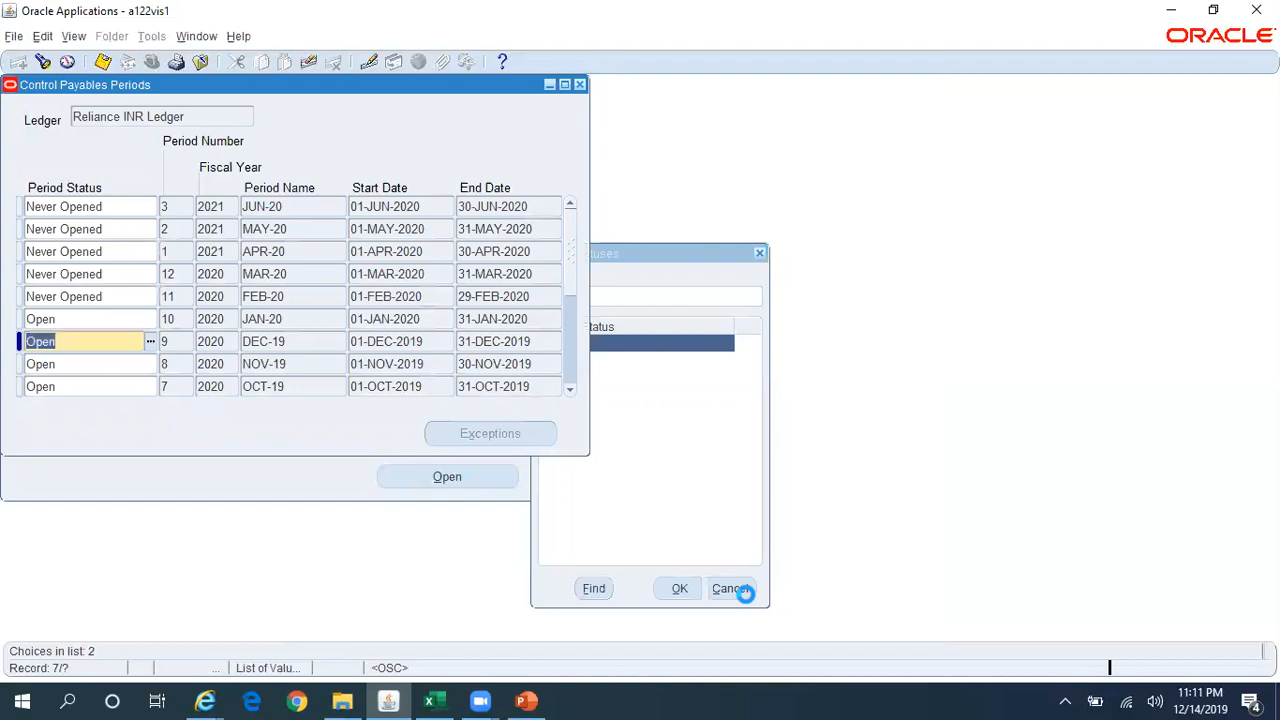 Oracle Applications - a122vis1
File Edit View Folder Tools Window Help
ORACLE
Control Payables Periods
Ledger Reliance INR Ledger
Period Number
Fiscal Year
Period Status Period Name Start Date End Date
Never Opened 3 2021 JUN-20 01-JUN-2020 30-JUN-2020
Never Opened 2 2021 MAY-20 01-MAY-2020 31-MAY-2020
Never Opened 1 2021 APR-20 01-APR-2020 30-APR-2020
Never Opened 12 2020 MAR-20 01-MAR-2020 31-MAR-2020
Never Opened 11 2020 FEB-20 01-FEB-2020 29-FEB-2020
Open 10 2020 JAN-20 01-JAN-2020 31-JAN-2020
Open ... 9 2020 DEC-19 01-DEC-2019 31-DEC-2019
Open 8 2020 NOV-19 01-NOV-2019 30-NOV-2019
Open 7 2020 OCT-19 01-OCT-2019 31-OCT-2019
Exceptions
Open
tuses
tatus
Find OK Cancel
Choices in list: 2
Record: 7/? ... List of Valu... <OSC>
11:11 PM
12/14/2019
4